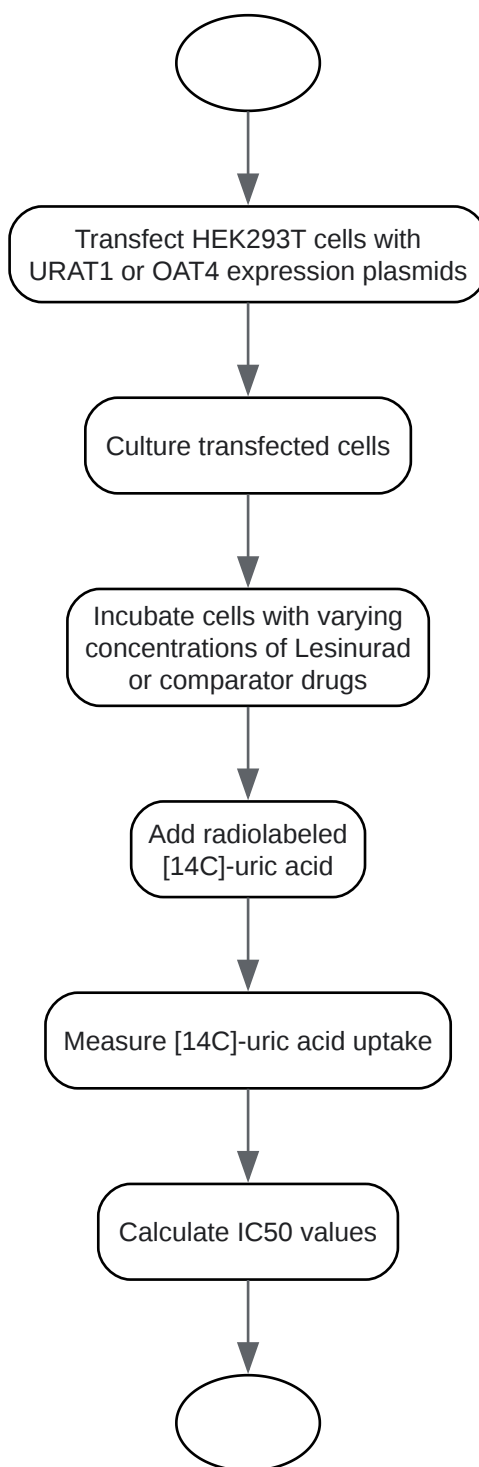 Transfect HEK293T cells with
URAT1 or OAT4 expression plasmids
Culture transfected cells
Incubate cells with varying
concentrations of Lesinurad
or comparator drugs
Add radiolabeled
[14C]-uric acid
Measure [14C]-uric acid uptake
Calculate IC50 values